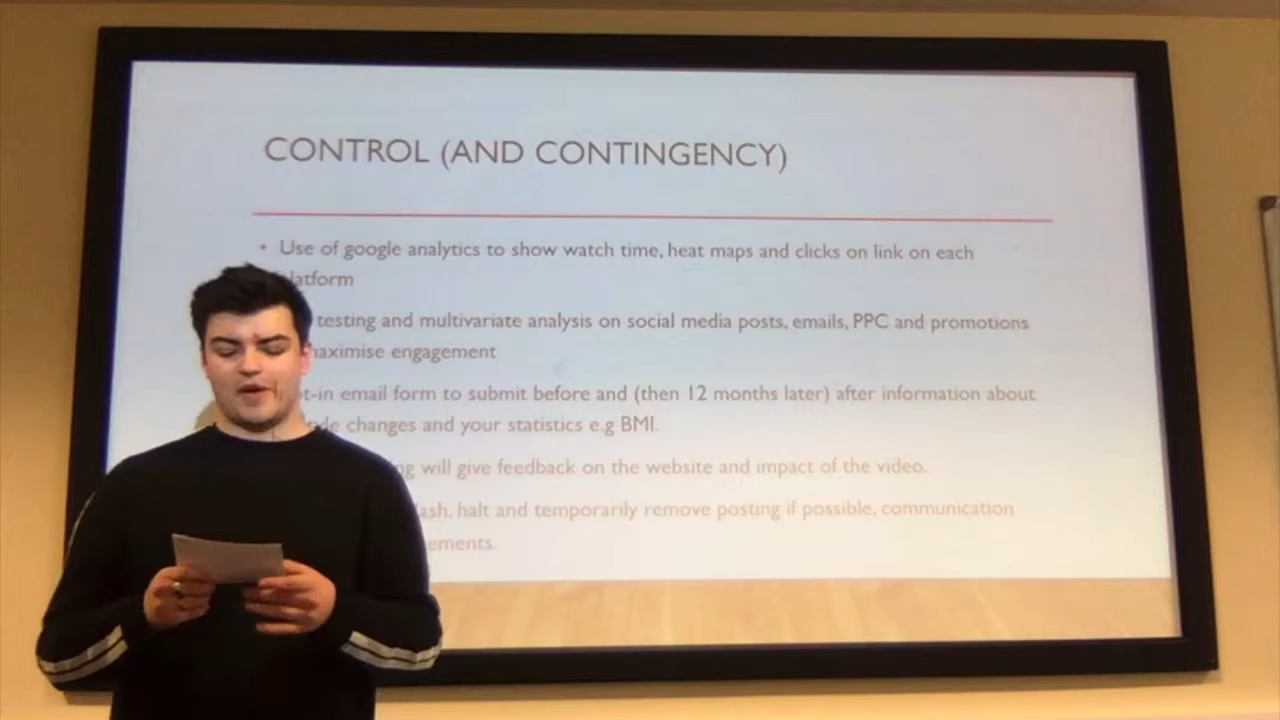 CONTROL (AND CONTINGENCY)
• Use of google analytics to show watch time, heat maps and clicks on link on each
latform
testing and multivariate analysis on social media posts, emails, PPC and promotions
maximise engagement
t-in email form to submit before and (then 12 months later) after information about
de changes and your statistics e.g BMI.
ng will give feedback on the website and impact of the video.
lash, halt and temporarily remove posting if possible, communication
ements.